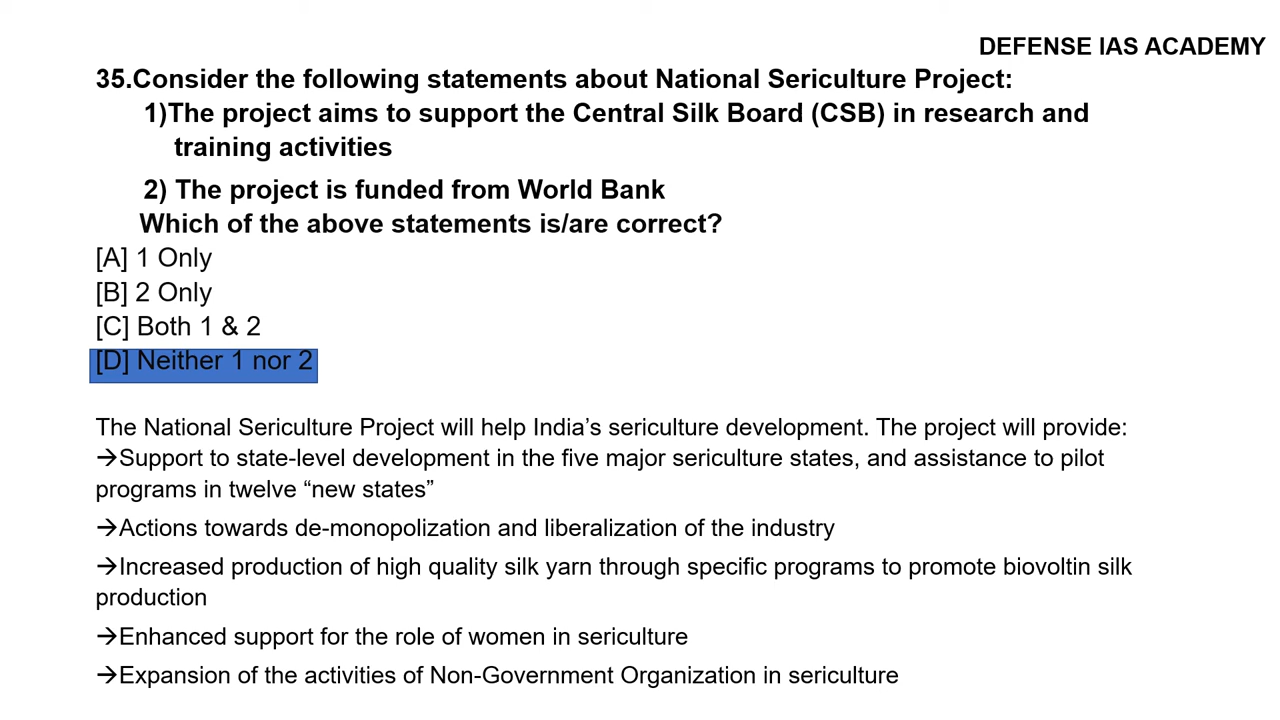 DEFENSE IAS ACADEMY
35.Consider the following statements about National Sericulture Project:
1)The project aims to support the Central Silk Board (CSB) in research and
training activities
2) The project is funded from World Bank
Which of the above statements is/are correct?
[A] 1 Only
[B] 2 Only
[C] Both 1 & 2
[D] Neither 1 nor 2
The National Sericulture Project will help India’s sericulture development. The project will provide:
→Support to state-level development in the five major sericulture states, and assistance to pilot
programs in twelve “new states”
→Actions towards de-monopolization and liberalization of the industry
→Increased production of high quality silk yarn through specific programs to promote biovoltin silk
production
→Enhanced support for the role of women in sericulture
→Expansion of the activities of Non-Government Organization in sericulture